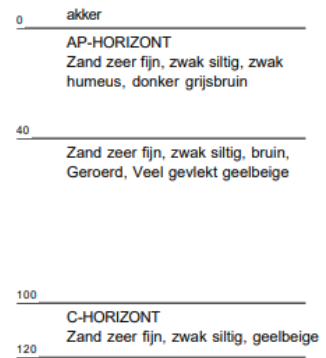 0 akker
AP-HORIZONT
Zand zeer fijn, zwak siltig, zwak
humeus, donker grijsbruin
40
Zand zeer fijn, zwak siltig, bruin,
Geroerd, Veel gevlekt geelbeige
100
C-HORIZONT
Zand zeer fijn, zwak siltig, geelbeige
120